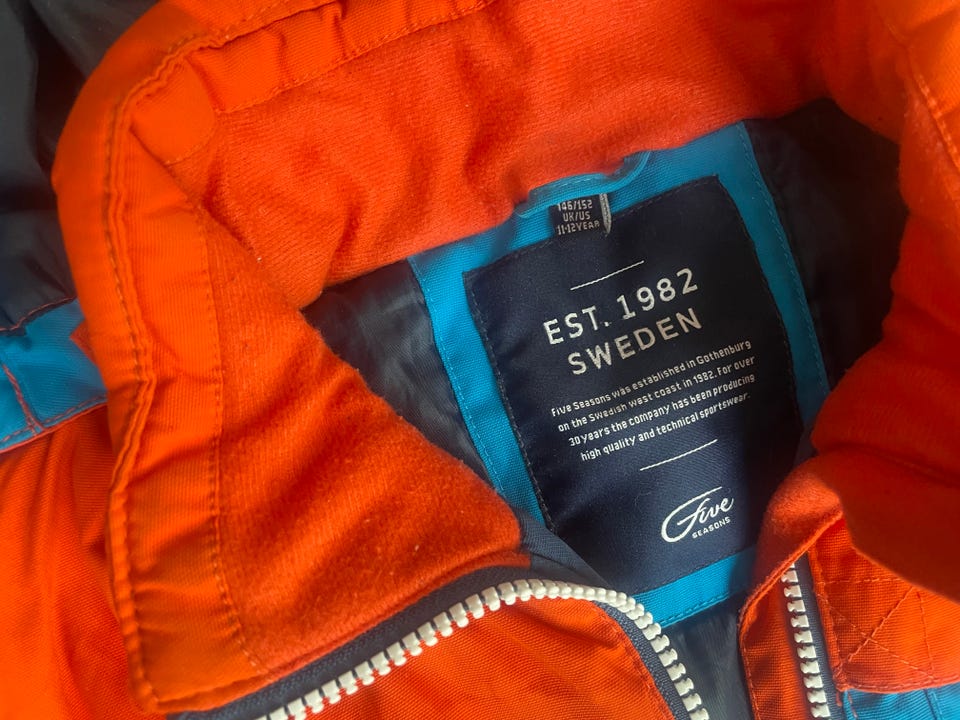 146/152
UK/US
11-12YEAR
EST. 1982
SWEDEN
Five Seasons was established in Gothenburg
on the Swedish west coast in 1982. For over
30 years the company has been producing
high quality and technical sportswear.
Five
SEASONS